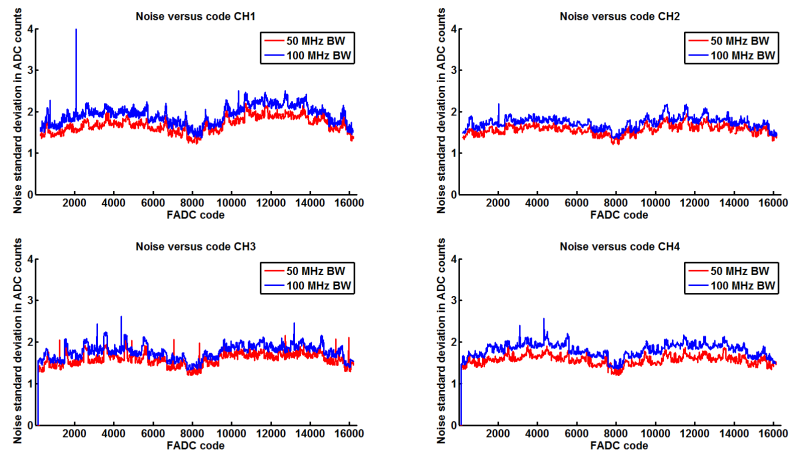 Noise versus code CH1
Noise standard deviation in ADC counts
4
3
2
1
0
50 MHz BW
100 MHz BW
2000 4000 6000 8000 10000 12000 14000 16000
FADC code
Noise versus code CH2
Noise standard deviation in ADC counts
4
3
2
1
0
50 MHz BW
100 MHz BW
2000 4000 6000 8000 10000 12000 14000 16000
FADC code
Noise versus code CH3
Noise standard deviation in ADC counts
4
3
2
1
0
50 MHz BW
100 MHz BW
2000 4000 6000 8000 10000 12000 14000 16000
FADC code
Noise versus code CH4
Noise standard deviation in ADC counts
4
3
2
1
0
50 MHz BW
100 MHz BW
2000 4000 6000 8000 10000 12000 14000 16000
FADC code